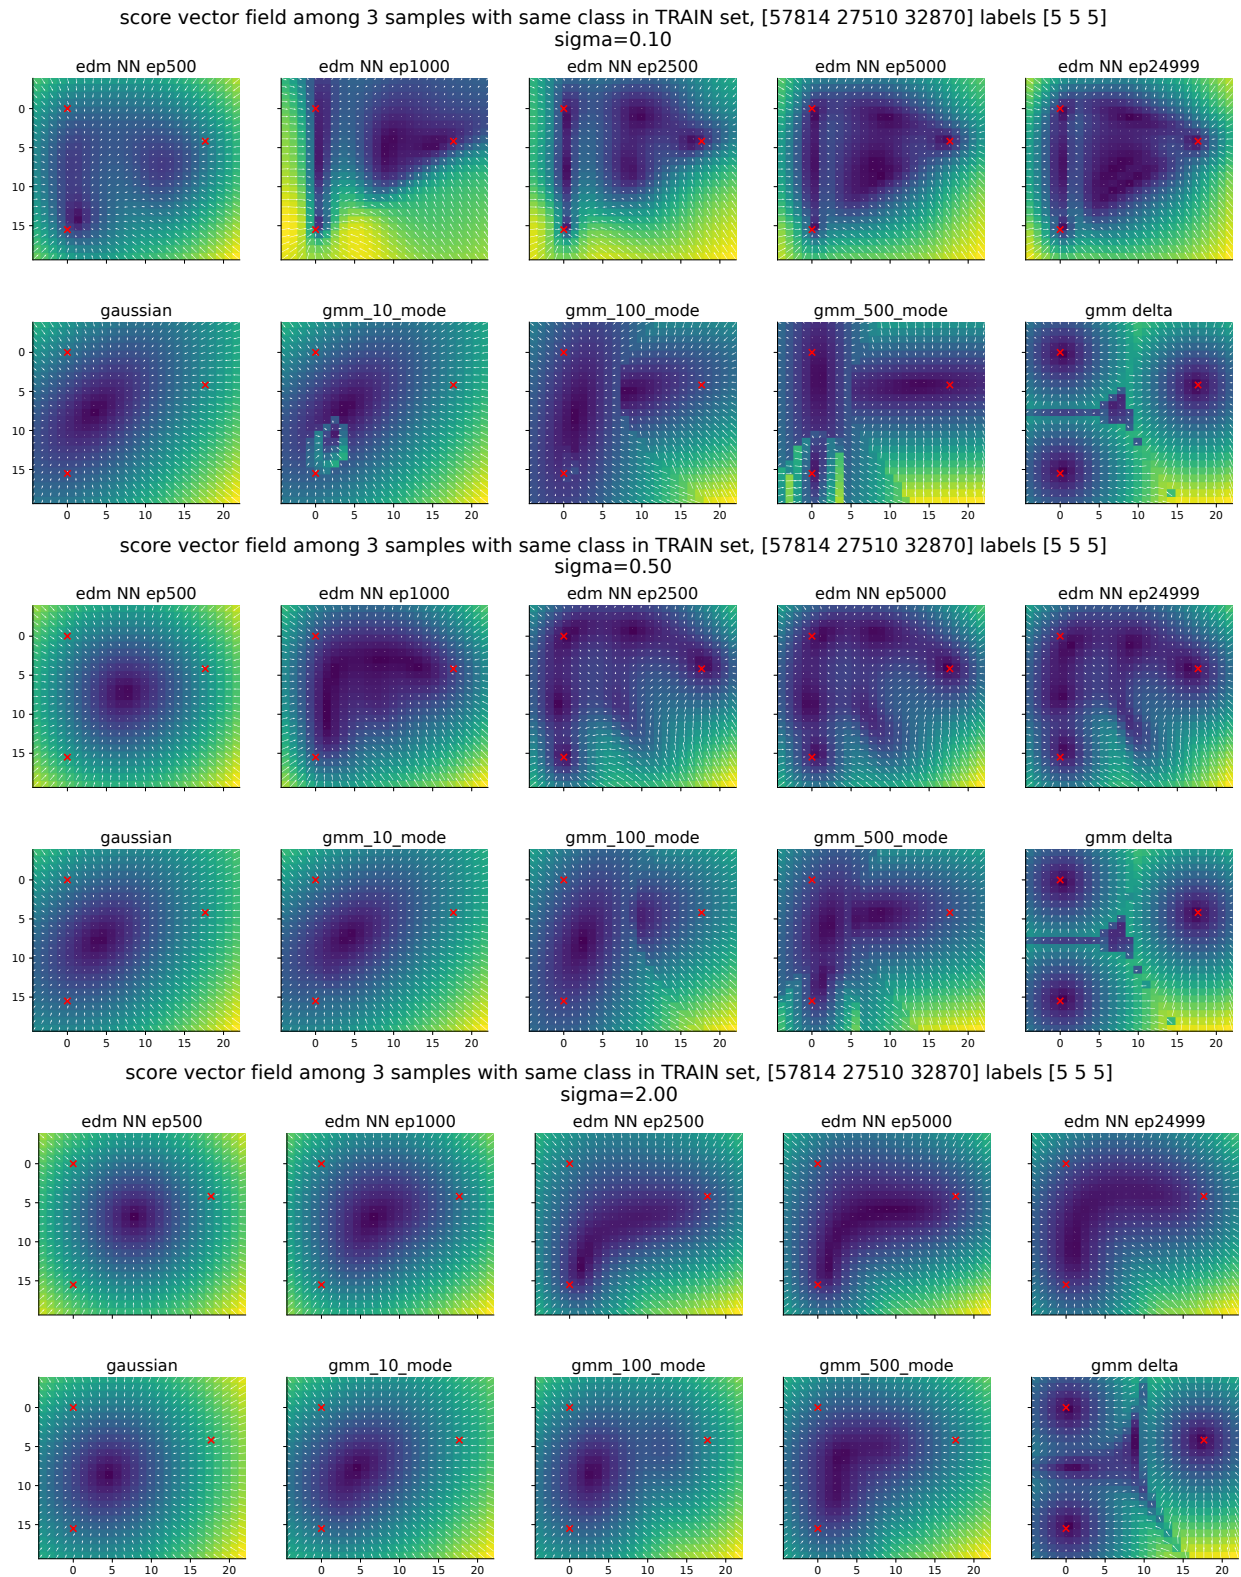 score vector field among 3 samples with same class in TRAIN set, [57814 27510 32870] labels [5 5 5]
sigma=0.10
edm NN ep500 edm NN ep1000 edm NN ep2500 edm NN ep5000 edm NN ep24999
0
5
10
15
gaussian gmm_10_mode gmm_100_mode gmm_500_mode gmm delta
0
5
10
15
0 5 10 15 20 0 5 10 15 20 0 5 10 15 20 0 5 10 15 20 0 5 10 15 20
score vector field among 3 samples with same class in TRAIN set, [57814 27510 32870] labels [5 5 5]
sigma=0.50
edm NN ep500 edm NN ep1000 edm NN ep2500 edm NN ep5000 edm NN ep24999
0
5
10
15
gaussian gmm_10_mode gmm_100_mode gmm_500_mode gmm delta
0
5
10
15
0 5 10 15 20 0 5 10 15 20 0 5 10 15 20 0 5 10 15 20 0 5 10 15 20
score vector field among 3 samples with same class in TRAIN set, [57814 27510 32870] labels [5 5 5]
sigma=2.00
edm NN ep500 edm NN ep1000 edm NN ep2500 edm NN ep5000 edm NN ep24999
0
5
10
15
gaussian gmm_10_mode gmm_100_mode gmm_500_mode gmm delta
0
5
10
15
0 5 10 15 20 0 5 10 15 20 0 5 10 15 20 0 5 10 15 20 0 5 10 15 20